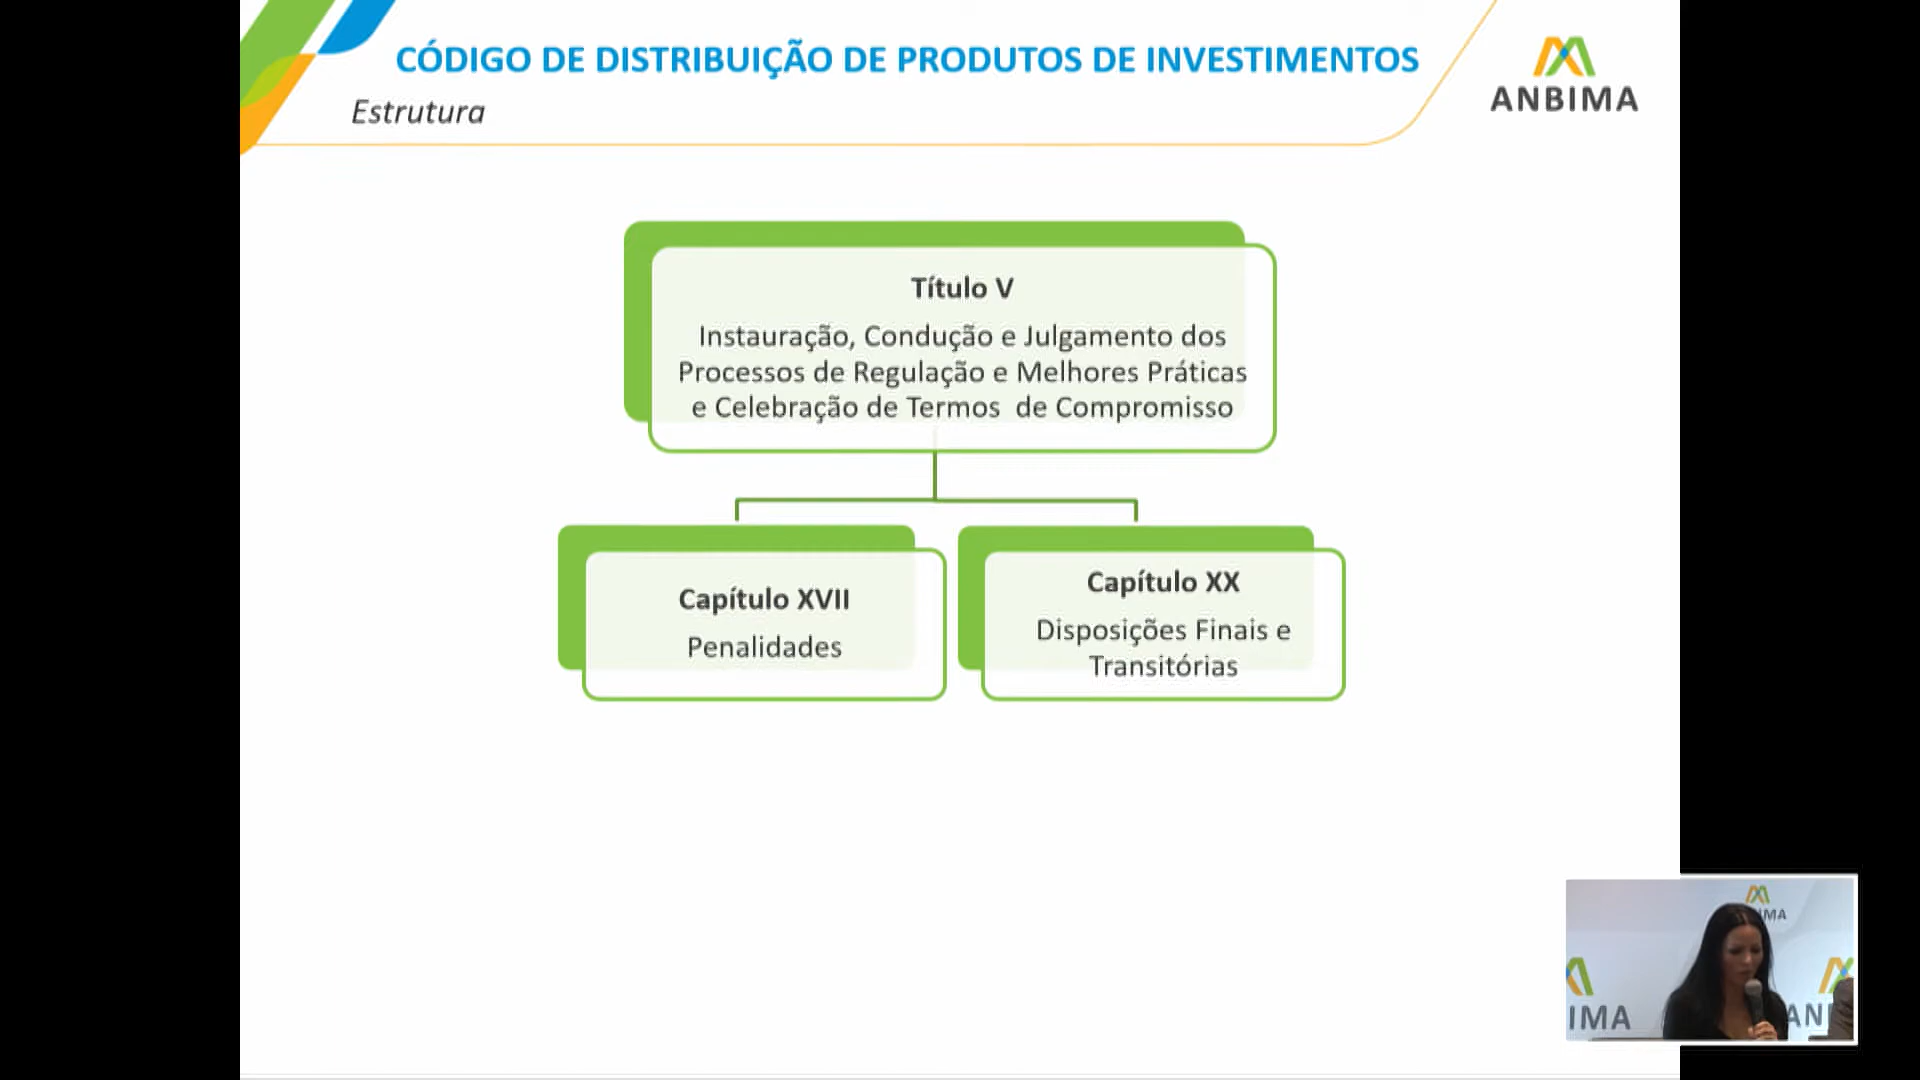 CÓDIGO DE DISTRIBUIÇÃO DE PRODUTOS DE INVESTIMENTOS
Estrutura
ANBIMA
Título V
Instauração, Condução e Julgamento dos
Processos de Regulação e Melhores Práticas
e Celebração de Termos de Compromisso
Capítulo XVII
Penalidades
Capítulo XX
Disposições Finais e
Transitórias
IMA
IMA
AN